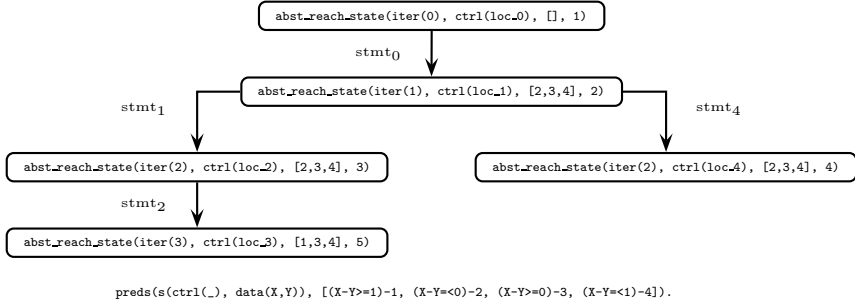 abst_reach_state(iter(0), ctrl(loc_0), [], 1)
stmt₀
abst_reach_state(iter(1), ctrl(loc_1), [2,3,4], 2)
stmt₁
stmt₄
abst_reach_state(iter(2), ctrl(loc_2), [2,3,4], 3)
abst_reach_state(iter(2), ctrl(loc_4), [2,3,4], 4)
stmt₂
abst_reach_state(iter(3), ctrl(loc_3), [1,3,4], 5)
preds(s(ctrl(_), data(X,Y)), [(X-Y>=1)-1, (X-Y=<0)-2, (X-Y>=0)-3, (X-Y=<1)-4]).